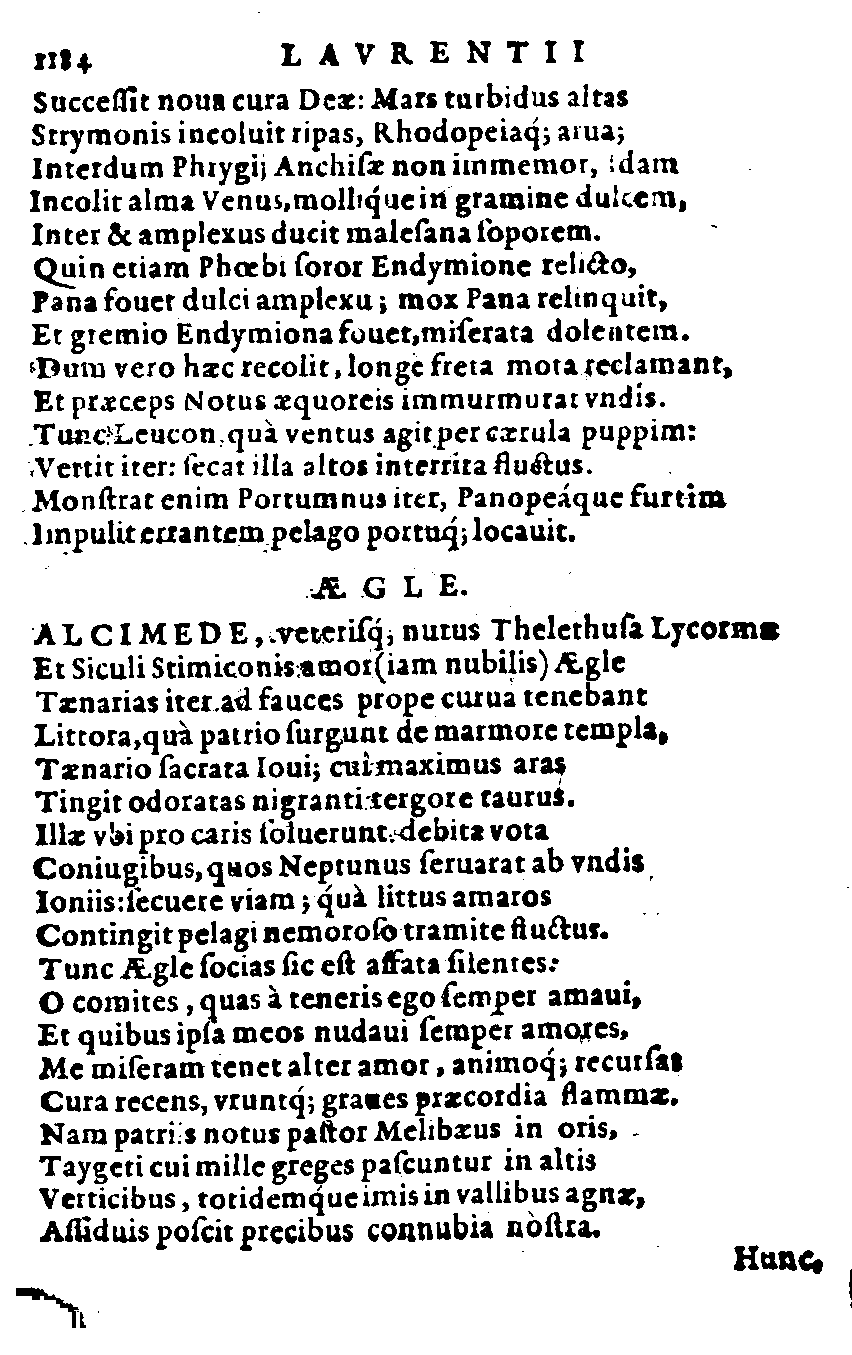 1184 LAVRENTII
Succeſſit noua cura Deæ: Mars turbidus altas
Strymonis incoluit ripas, Rhodopeiaq́; arua;
Interdum Phrygij Anchiſæ non immemor, idam
Incolit alma Venus, molliq́ue in gramine dulcem,
Inter & amplexus ducit maleſana ſoporem.
Quin etiam Phœbi ſoror Endymione relicto,
Pana fouet dulci amplexu; mox Pana relinquit,
Et gremio Endymiona fouet, miſerata dolentem.
Dum vero hæc recolit, longè freta mota reclamant,
Et præceps Notus æquoreis immurmurat vndis.
Tunc Leucon, quà ventus agit per cærula puppim:
Vertit iter: ſecat illa altos interrita fluctus.
Monſtrat enim Portumnus iter, Panopeáque furtim
Impulit errantem pelago portuq́; locauit.
ÆGLE.
ALCIMEDE, veteriſq́; nurus Thelethuſa Lycormæ
Et Siculi Stimiconis amor (iam nubilis) Ægle
Tænarias iter ad fauces prope curua tenebant
Littora, quà patrio ſurgunt de marmore templa,
Tænario ſacrata Ioui; cui maximus aras
Tingit odoratas nigranti tergore taurus.
Illæ vbi pro caris ſoluerunt debita vota
Coniugibus, quos Neptunus ſeruarat ab vndis
Ioniis: ſecuere viam; q́uà littus amaros
Contingit pelagi nemoroſo tramite fluctus.
Tunc Ægle ſocias ſic eſt affata ſilentes:
O comites, quas à teneris ego ſemper amaui,
Et quibus ipſa meos nudaui ſemper amores,
Me miſeram tenet alter amor, animoq́; recurſat
Cura recens, vruntq́; graues præcordia flammæ.
Nam patriis notus paſtor Melibæus in oris,
Taygeti cui mille greges paſcuntur in altis
Verticibus, totidemq́ue imis in vallibus agnæ,
Aſſiduis poſcit precibus connubia noſtra.
Hunc,